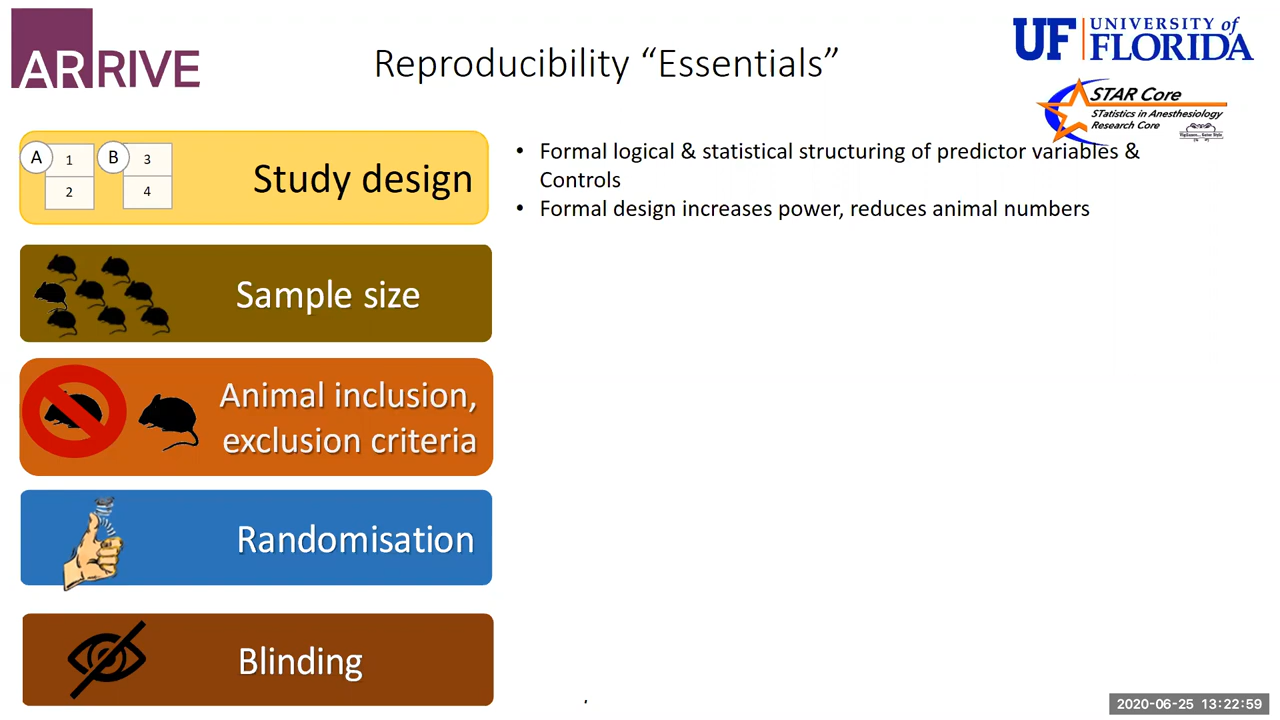 ARRIVE
Reproducibility “Essentials”
UF UNIVERSITY of
FLORIDA
STAR Core
STatistics in Anesthesiology
Research Core
A 1 B 3
2 4
Study design
• Formal logical & statistical structuring of predictor variables &
Controls
• Formal design increases power, reduces animal numbers
Sample size
Animal inclusion,
exclusion criteria
Randomisation
Blinding
2020-06-25 13:22:59